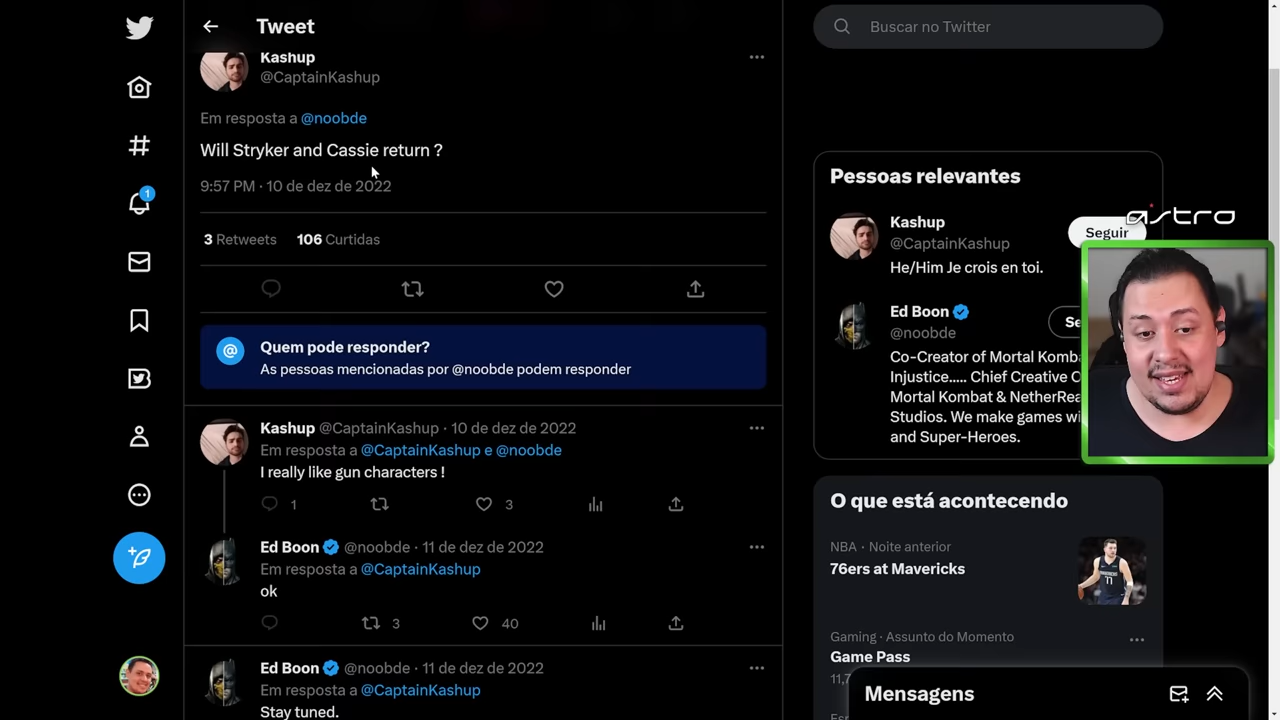 Tweet
Kashup
@CaptainKashup
Em resposta a @noobde
Will Stryker and Cassie return ?
9:57 PM · 10 de dez de 2022
3 Retweets 106 Curtidas
Quem pode responder?
As pessoas mencionadas por @noobde podem responder
Kashup @CaptainKashup · 10 de dez de 2022
Em resposta a @CaptainKashup e @noobde
I really like gun characters !
1 3
Ed Boon @noobde · 11 de dez de 2022
Em resposta a @CaptainKashup
ok
3 40
Ed Boon @noobde · 11 de dez de 2022
Em resposta a @CaptainKashup
Stay tuned.
1
Buscar no Twitter
Pessoas relevantes
astro
Kashup
Seguir
@CaptainKashup
He/Him Je crois en toi.
Ed Boon
@noobde
Se
Co-Creator of Mortal Komba
Injustice..... Chief Creative O
Mortal Kombat & NetherRea
Studios. We make games wi
and Super-Heroes.
O que está acontecendo
NBA · Noite anterior
76ers at Mavericks
11
Gaming · Assunto do Momento
Game Pass
11,7
Mensagens